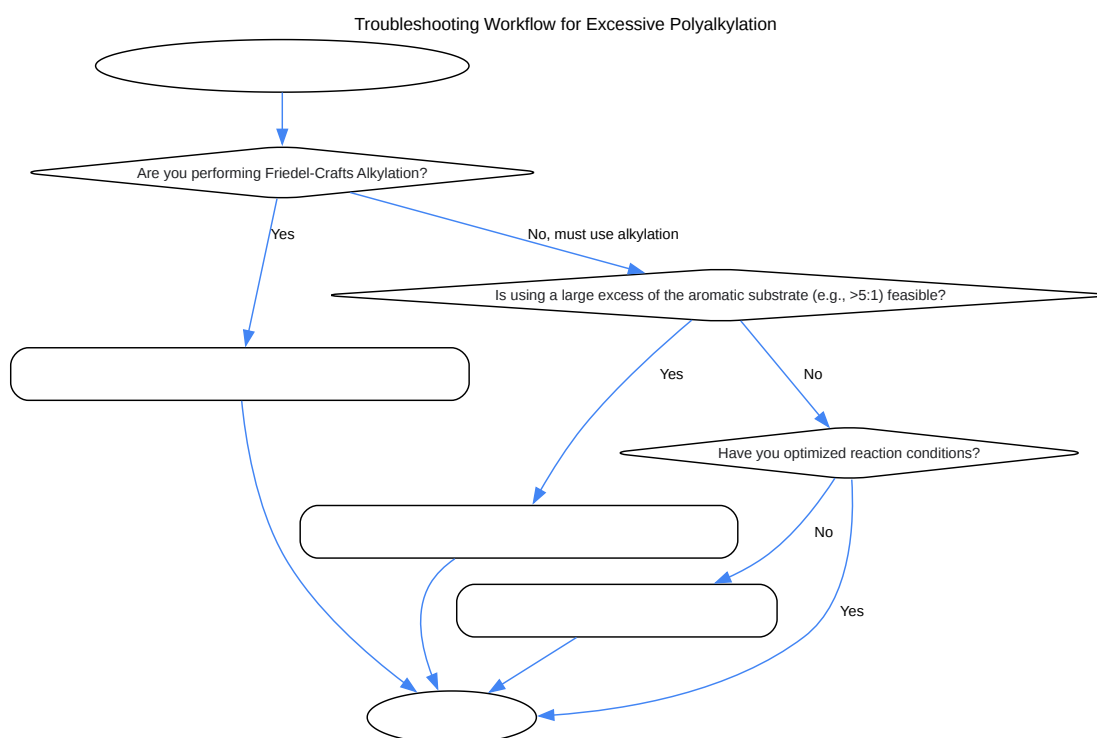 Troubleshooting Workflow for Excessive Polyalkylation
Are you performing Friedel-Crafts Alkylation?
Yes
No, must use alkylation
Is using a large excess of the aromatic substrate (e.g., >5:1) feasible?
Yes
No
Have you optimized reaction conditions?
No
Yes